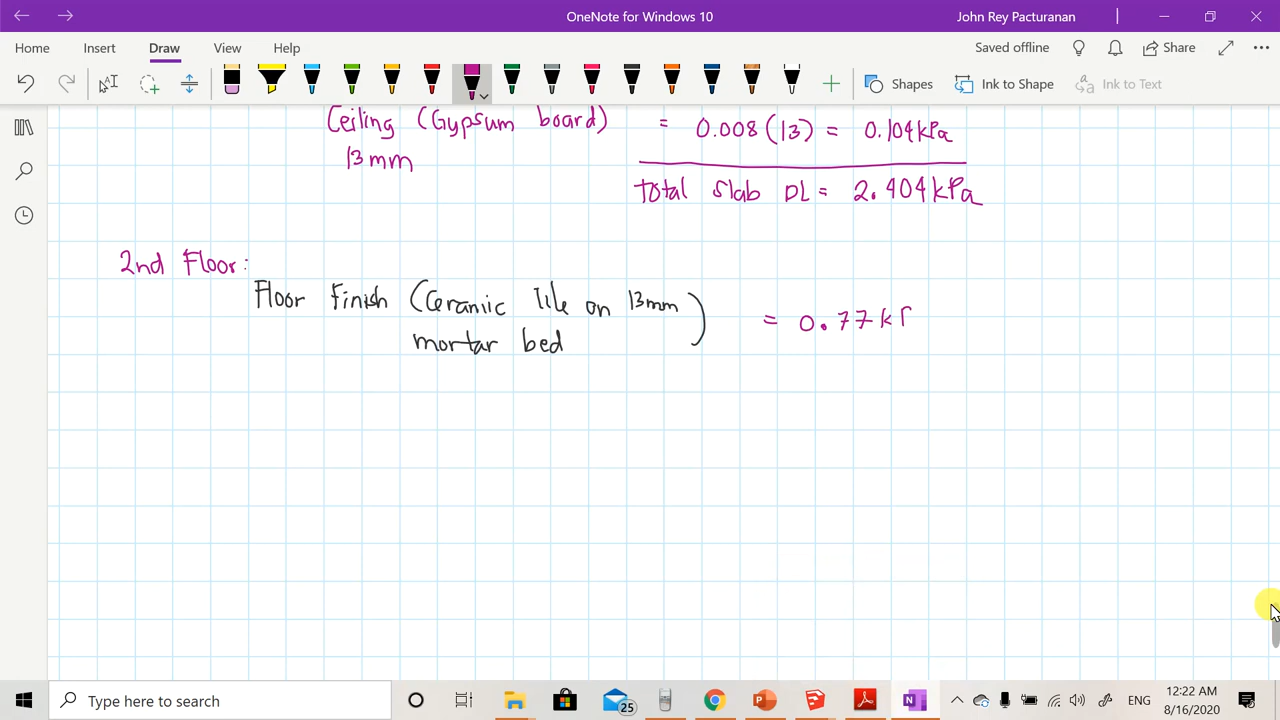 OneNote for Windows 10
John Rey Pacturanan
Home Insert Draw View Help
Saved offline
Share
Shapes
Ink to Shape
Ink to Text
Ceiling (Gypsum board) = 0.008 (13) = 0.104 kPa
13mm
total slab DL = 2.404 kPa
2nd Floor:
Floor Finish (Ceramic Tile on 13mm
mortar bed) = 0.77 kP
Type here to search
25
ENG
12:22 AM
8/16/2020